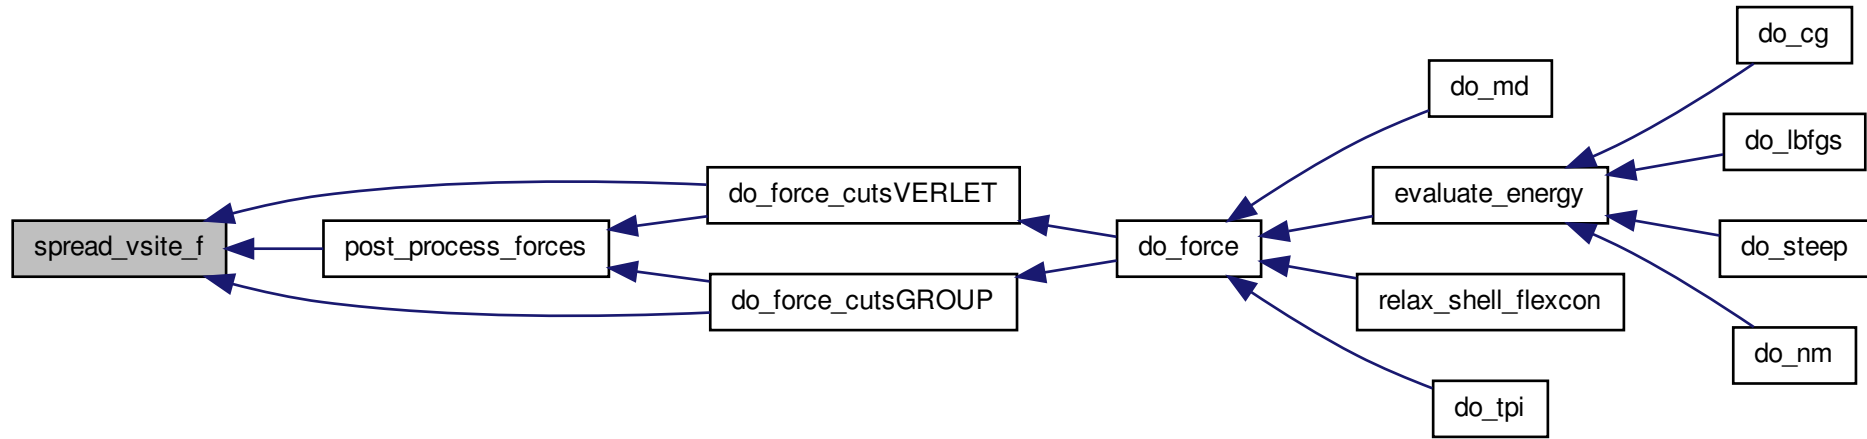 spread_vsite_f
post_process_forces
do_force_cutsVERLET
do_force_cutsGROUP
do_force
do_md
evaluate_energy
relax_shell_flexcon
do_tpi
do_cg
do_lbfgs
do_steep
do_nm